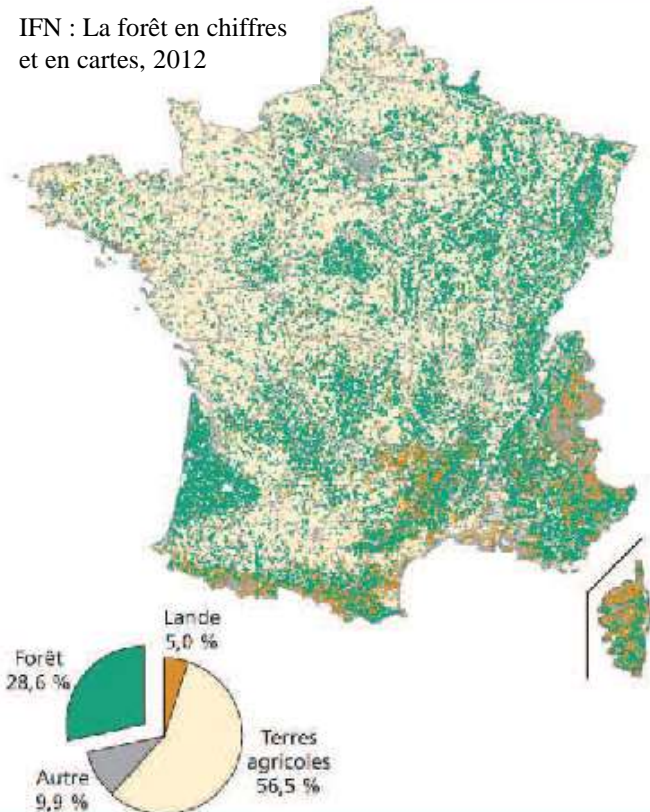 IFN : La forêt en chiffres
et en cartes, 2012
Lande
5,0 %
Forêt
28,6 %
Terres
agricoles
56,5 %
Autre
9,9 %